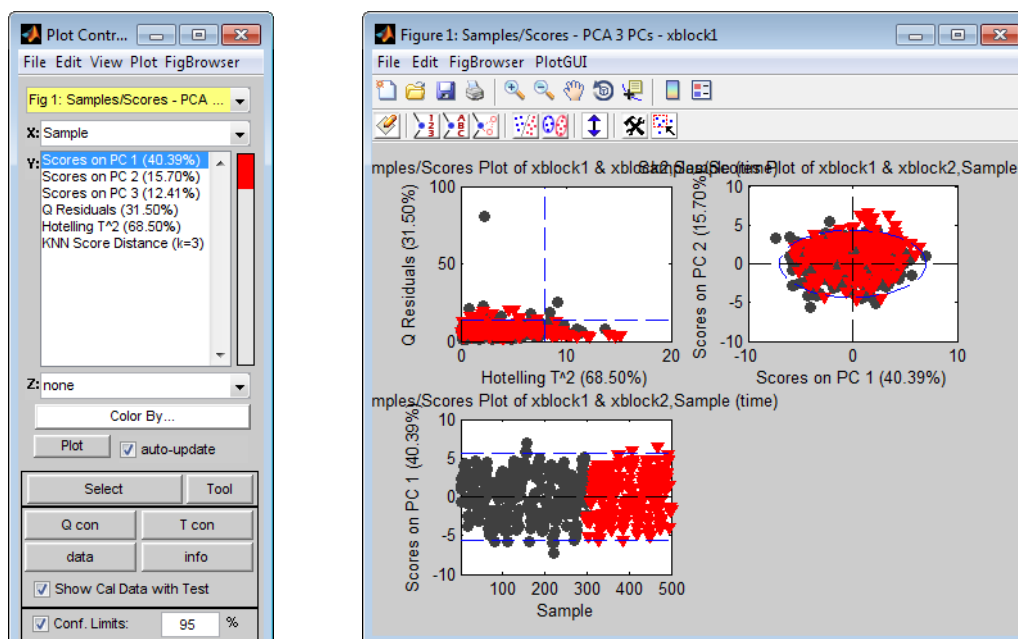 Plot Contr...
File Edit View Plot FigBrowser
Fig 1: Samples/Scores - PCA ...
X: Sample
Y: Scores on PC 1 (40.39%)
Scores on PC 2 (15.70%)
Scores on PC 3 (12.41%)
Q Residuals (31.50%)
Hotelling T^2 (68.50%)
KNN Score Distance (k=3)
Z: none
Color By...
Plot auto-update
Select Tool
Q con T con
data info
Show Cal Data with Test
Conf. Limits: 95 %
Figure 1: Samples/Scores - PCA 3 PCs - xblock1
File Edit FigBrowser PlotGUI
mples/Scores Plot of xblock1 &
Plot of xblock1 & xblock2,Sample
100
50
0
Q Residuals (31.50%)
0 10 20
Hotelling T^2 (68.50%)
10
5
0
-5
-10
Scores on PC 2 (15.70%)
-10 0 10
Scores on PC 1 (40.39%)
mples/Scores Plot of xblock1 & xblock2,Sample (time)
10
5
0
-5
-10
Scores on PC 1 (40.39%)
100 200 300 400 500
Sample